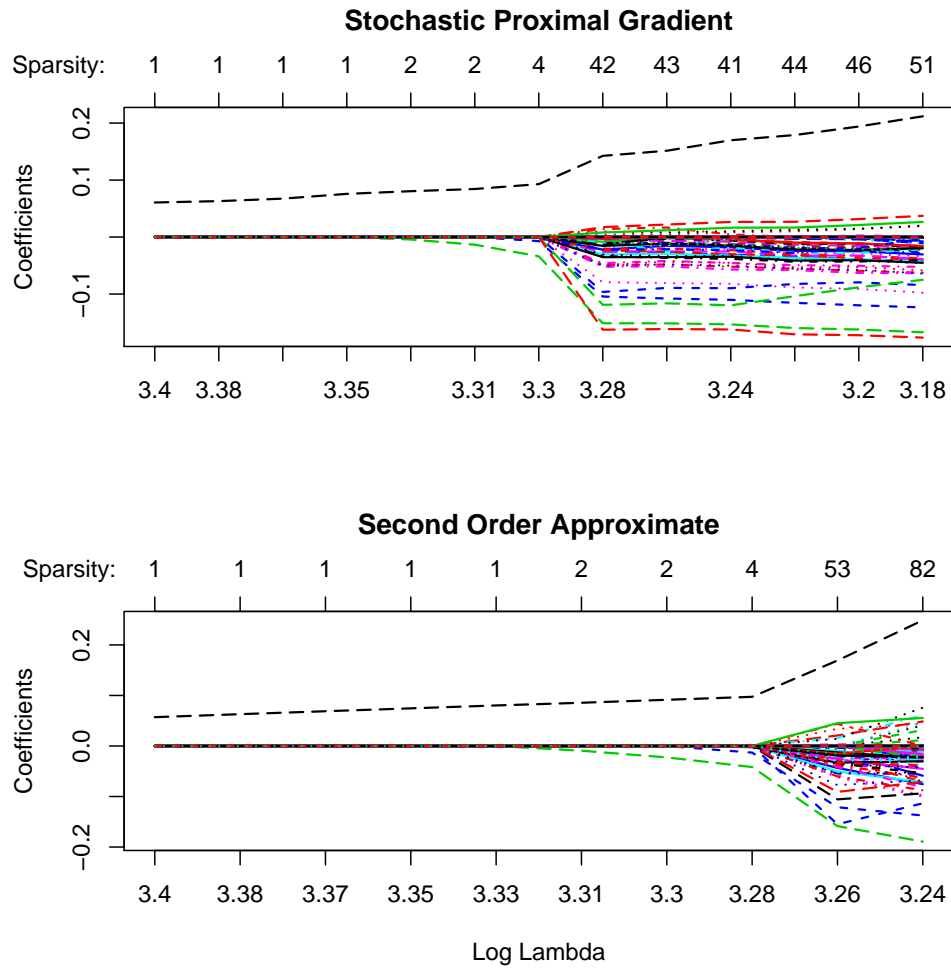 Stochastic Proximal Gradient
Sparsity: 1 1 1 1 2 2 4 42 43 41 44 46 51
0.2
0.1
−0.1
Coefficients
3.4 3.38 3.35 3.31 3.3 3.28 3.24 3.2 3.18
Second Order Approximate
Sparsity: 1 1 1 1 1 2 2 4 53 82
0.2
0.0
−0.2
Coefficients
3.4 3.38 3.37 3.35 3.33 3.31 3.3 3.28 3.26 3.24
Log Lambda